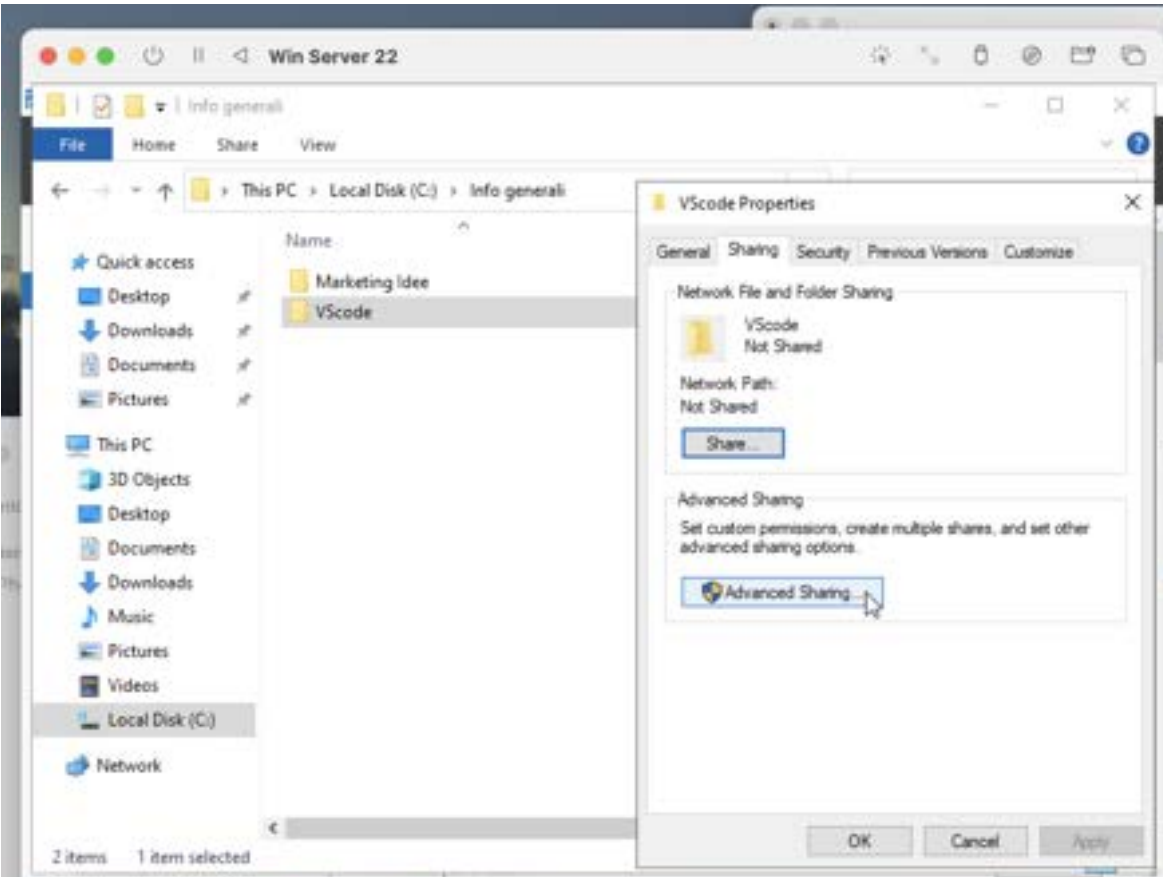 Win Server 22
Info generali
File Home Share View
This PC > Local Disk (C:) > Info generali
Name
Quick access
Desktop
Downloads
Documents
Pictures
This PC
3D Objects
Desktop
Documents
Downloads
Music
Pictures
Videos
Local Disk (C:)
Network
Marketing Idee
VScode
2 items 1 item selected
VScode Properties
General Sharing Security Previous Versions Customize
Network File and Folder Sharing
VScode
Not Shared
Network Path:
Not Shared
Share...
Advanced Sharing
Set custom permissions, create multiple shares, and set other
advanced sharing options.
Advanced Sharing...
OK Cancel Apply